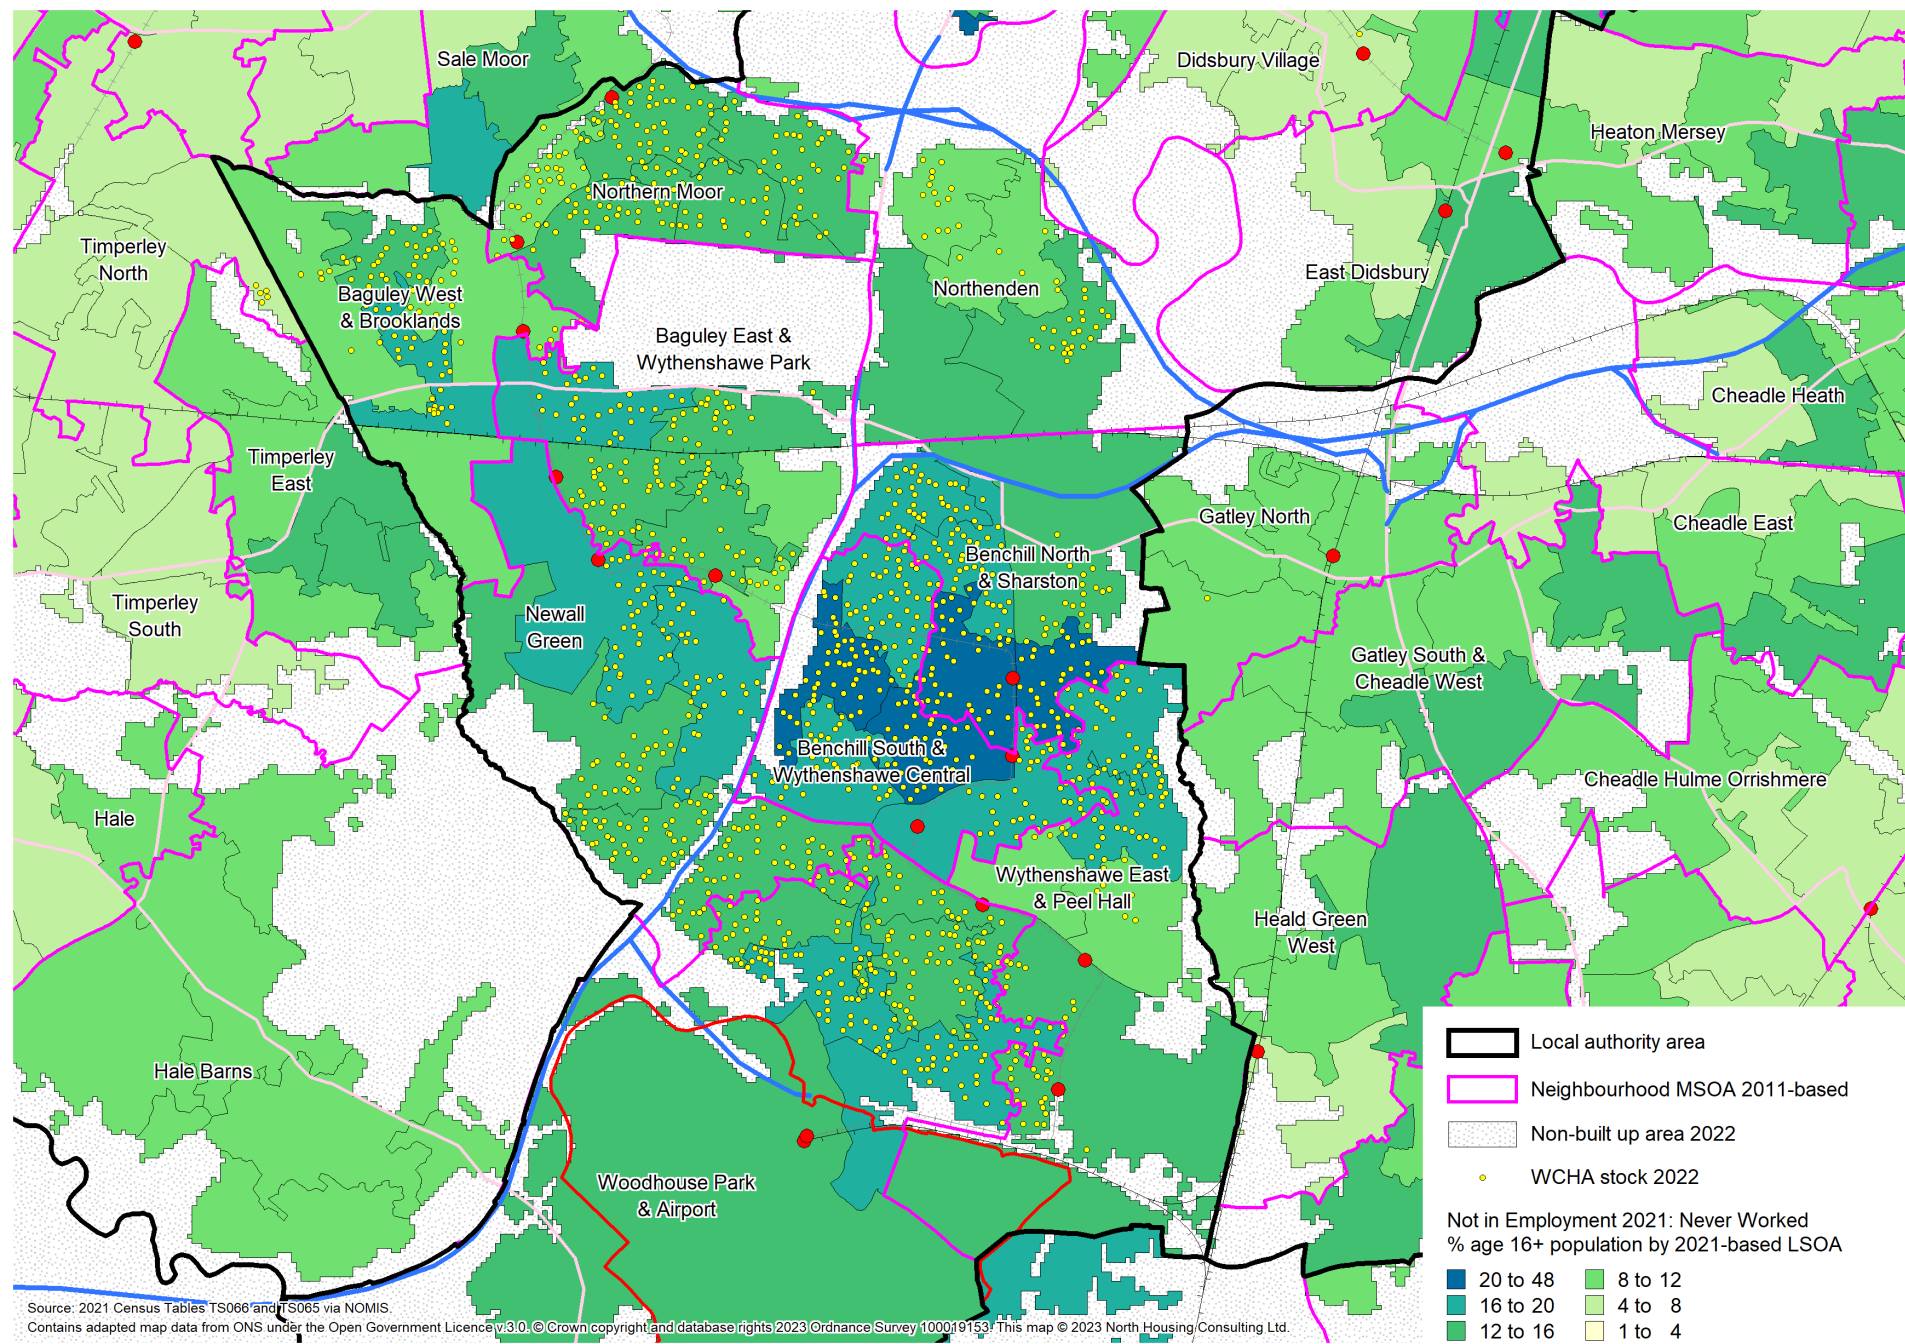 Sale Moor
Didsbury Village
Heaton Mersey
Northern Moor
Timperley
North
East Didsbury
Northenden
Baguley West
& Brooklands
Baguley East &
Wythenshawe Park
Cheadle Heath
Timperley
East
Gatley North
Cheadle East
Benchill North
& Sharston
Timperley
South
Newall
Green
Gatley South &
Cheadle West
Benchill South &
Wythenshawe Central
Cheadle Hulme Orrishmere
Hale
Wythenshawe East
& Peel Hall
Heald Green
West
Hale Barns
Woodhouse Park
& Airport
Local authority area
Neighbourhood MSOA 2011-based
Non-built up area 2022
WCHA stock 2022
Not in Employment 2021: Never Worked
% age 16+ population by 2021-based LSOA
20 to 48
8 to 12
16 to 20
4 to 8
12 to 16
1 to 4
Source: 2021 Census Tables TS066 and TS065 via NOMIS.
Contains adapted map data from ONS under the Open Government Licence v.3.0. © Crown copyright and database rights 2023 Ordnance Survey 100019153. This map © 2023 North Housing Consulting Ltd.